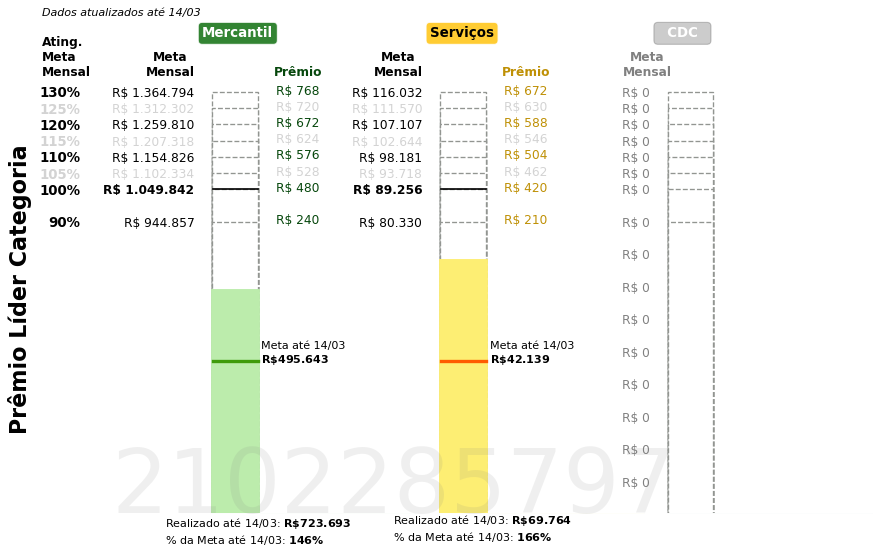 Dados atualizados até 14/03
Mercantil
Serviços
CDC
Ating.
Meta
Mensal
Meta
Mensal
Prêmio
Meta
Mensal
Prêmio
Meta
Mensal
130% R$ 1.364.794 R$ 768 R$ 116.032 R$ 672 R$ 0
125% R$ 1.312.302 R$ 720 R$ 111.570 R$ 630 R$ 0
120% R$ 1.259.810 R$ 672 R$ 107.107 R$ 588 R$ 0
115% R$ 1.207.318 R$ 624 R$ 102.644 R$ 546 R$ 0
110% R$ 1.154.826 R$ 576 R$ 98.181 R$ 504 R$ 0
105% R$ 1.102.334 R$ 528 R$ 93.718 R$ 462 R$ 0
100% R$ 1.049.842 R$ 480 R$ 89.256 R$ 420 R$ 0
90% R$ 944.857 R$ 240 R$ 80.330 R$ 210 R$ 0
R$ 0
R$ 0
R$ 0
R$ 0
R$ 0
R$ 0
R$ 0
R$ 0
Meta até 14/03
R$495.643
Meta até 14/03
R$42.139
Prêmio Líder Categoria
2102285797
Realizado até 14/03: R$723.693
% da Meta até 14/03: 146%
Realizado até 14/03: R$69.764
% da Meta até 14/03: 166%